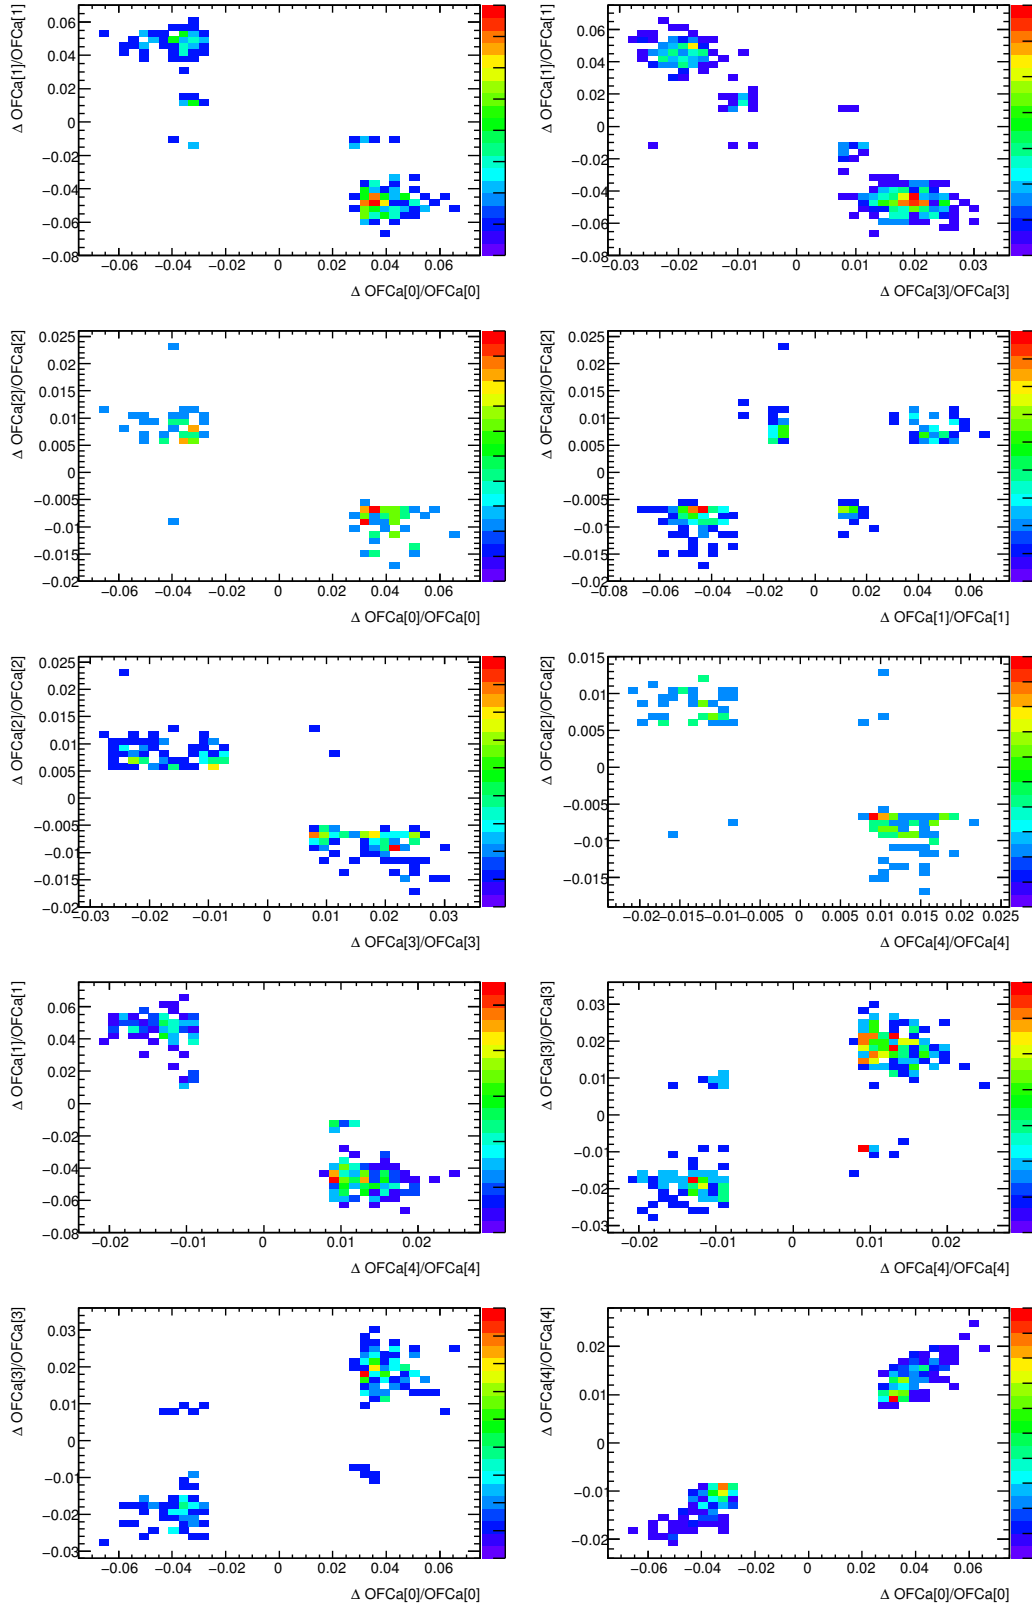 Δ OFCa[1]/OFCa[1]
0.06
0.04
0.02
0
−0.02
−0.04
−0.06
−0.08
−0.06 −0.04 −0.02 0 0.02 0.04 0.06
Δ OFCa[0]/OFCa[0]
Δ OFCa[1]/OFCa[1]
0.06
0.04
0.02
0
−0.02
−0.04
−0.06
−0.08
−0.03 −0.02 −0.01 0 0.01 0.02 0.03
Δ OFCa[3]/OFCa[3]
Δ OFCa[2]/OFCa[2]
0.025
0.02
0.015
0.01
0.005
0
−0.005
−0.01
−0.015
−0.02
−0.06 −0.04 −0.02 0 0.02 0.04 0.06
Δ OFCa[0]/OFCa[0]
Δ OFCa[2]/OFCa[2]
0.025
0.02
0.015
0.01
0.005
0
−0.005
−0.01
−0.015
−0.02
−0.08 −0.06 −0.04 −0.02 0 0.02 0.04 0.06
Δ OFCa[1]/OFCa[1]
Δ OFCa[2]/OFCa[2]
0.025
0.02
0.015
0.01
0.005
0
−0.005
−0.01
−0.015
−0.02
−0.03 −0.02 −0.01 0 0.01 0.02 0.03
Δ OFCa[3]/OFCa[3]
Δ OFCa[2]/OFCa[2]
0.015
0.01
0.005
0
−0.005
−0.01
−0.015
−0.02 −0.015 −0.01 −0.005 0 0.005 0.01 0.015 0.02 0.025
Δ OFCa[4]/OFCa[4]
Δ OFCa[1]/OFCa[1]
0.06
0.04
0.02
0
−0.02
−0.04
−0.06
−0.08
−0.02 −0.01 0 0.01 0.02
Δ OFCa[4]/OFCa[4]
Δ OFCa[3]/OFCa[3]
0.03
0.02
0.01
0
−0.01
−0.02
−0.03
−0.02 −0.01 0 0.01 0.02
Δ OFCa[4]/OFCa[4]
Δ OFCa[3]/OFCa[3]
0.03
0.02
0.01
0
−0.01
−0.02
−0.03
−0.06 −0.04 −0.02 0 0.02 0.04 0.06
Δ OFCa[0]/OFCa[0]
Δ OFCa[4]/OFCa[4]
0.02
0.01
0
−0.01
−0.02
−0.06 −0.04 −0.02 0 0.02 0.04 0.06
Δ OFCa[0]/OFCa[0]